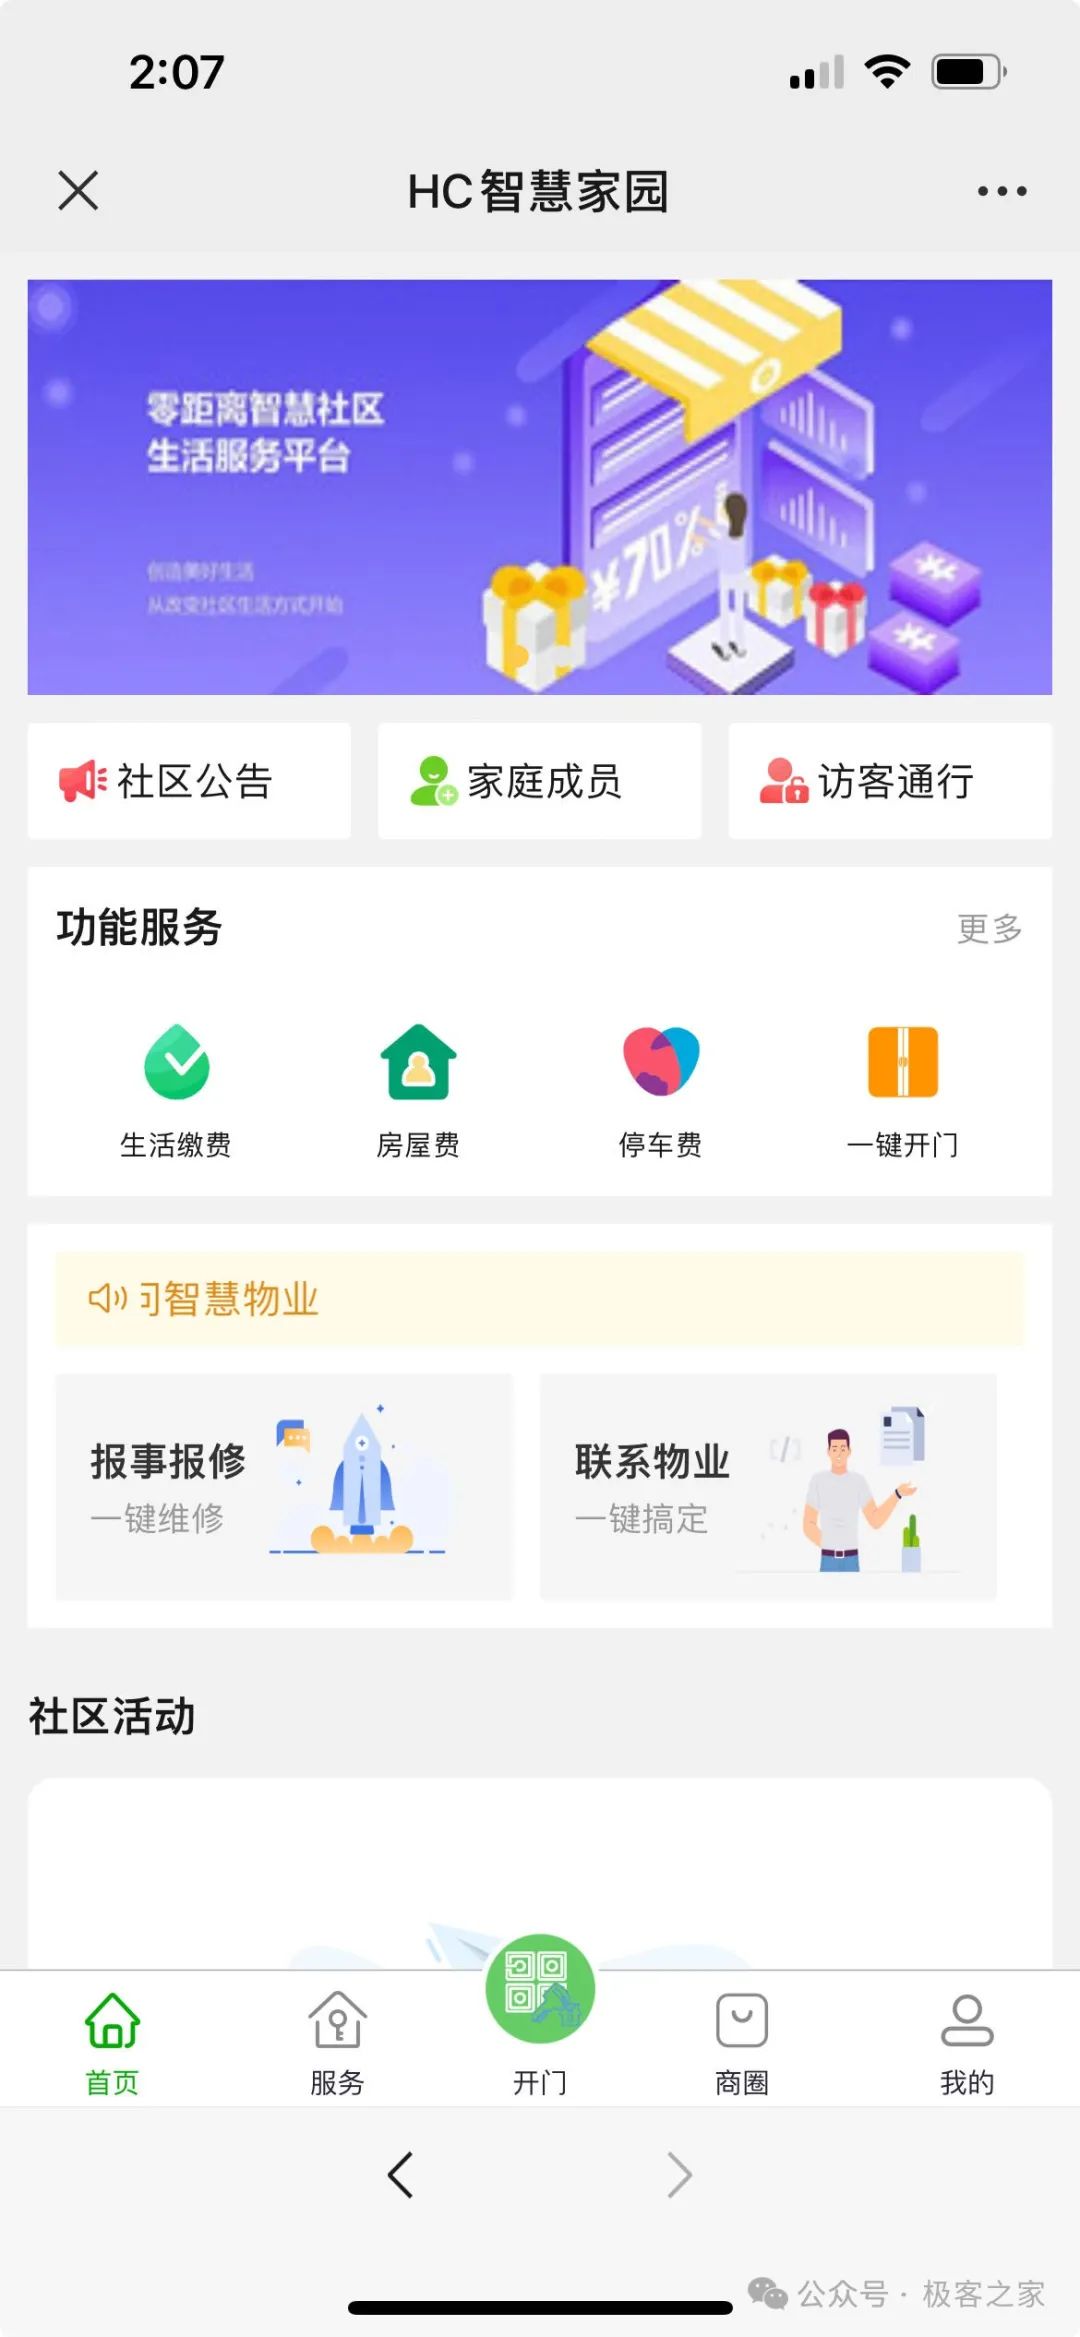 2:07
HC智慧家园
零距离智慧社区
生活服务平台
创造美好生活
从改变社区生活方式开始
¥70%
社区公告
家庭成员
访客通行
功能服务
更多
生活缴费
房屋费
停车费
一键开门
智慧物业
报事报修
一键维修
联系物业
一键搞定
社区活动
首页
服务
开门
商圈
我的
公众号 · 极客之家